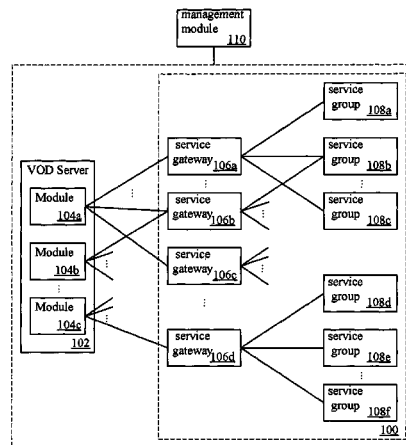 management
module
110
service
group
108a
VOD Server
service
gateway
106a
service
group
108b
Module
104a
service
gateway
106b
service
group
108c
Module
104b
service
gateway
106c
service
group
108d
Module
104c
102
service
gateway
106d
service
group
108e
service
group
108f
100